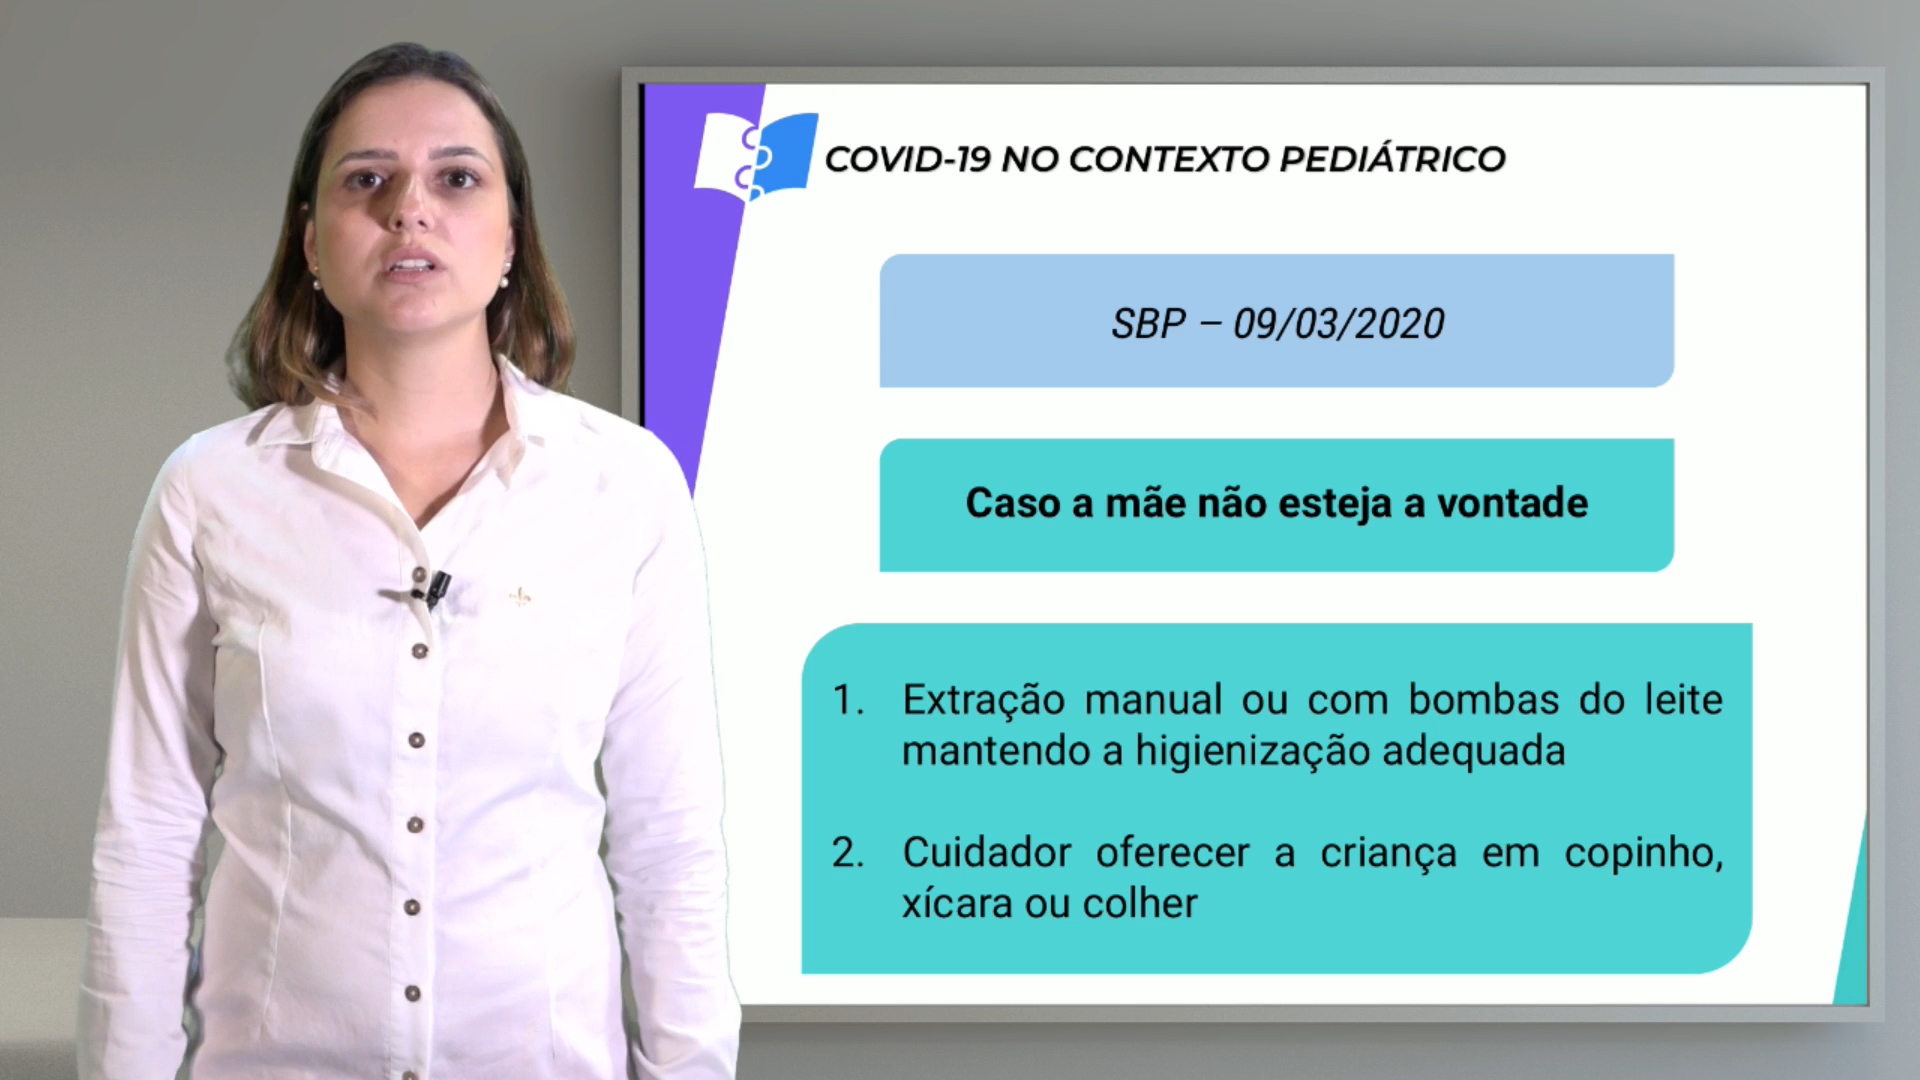 COVID-19 NO CONTEXTO PEDIÁTRICO
SBP – 09/03/2020
Caso a mãe não esteja a vontade
1. Extração manual ou com bombas do leite
mantendo a higienização adequada
2. Cuidador oferecer a criança em copinho,
xícara ou colher